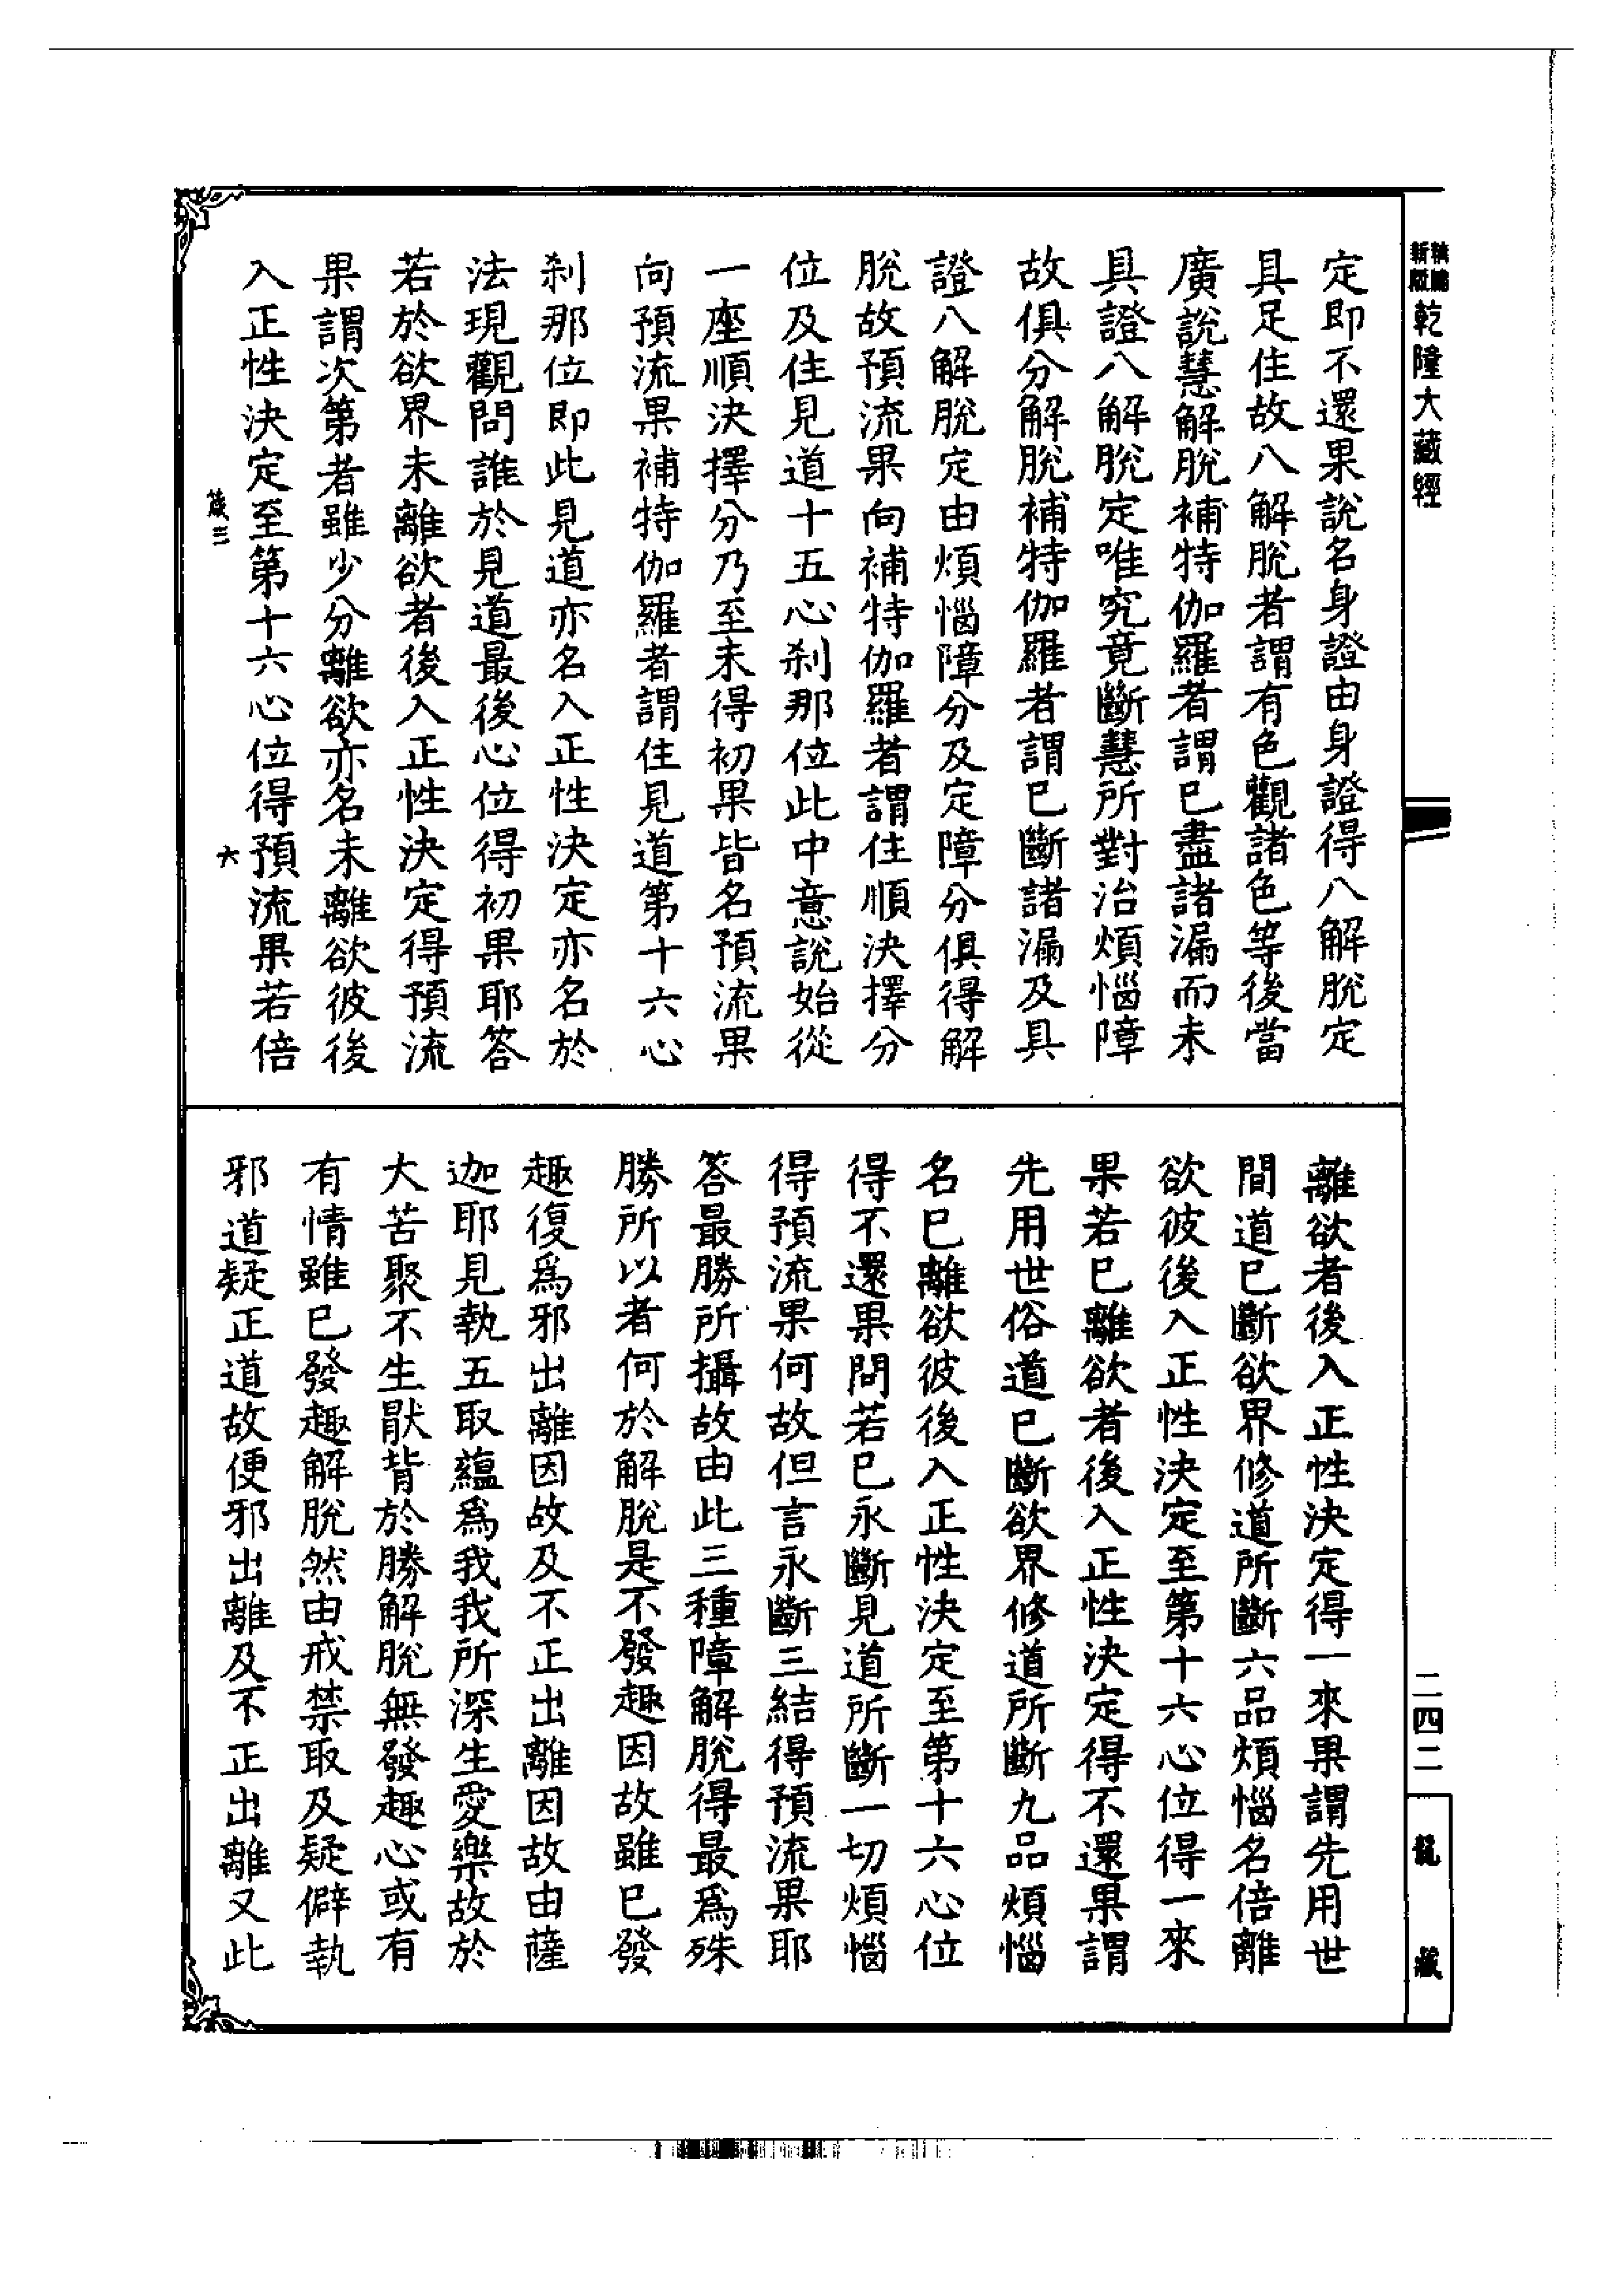 新版
乾隆大藏經
定即不還果說名身證由身證得八解脫定
具足住故八解脫者謂有色觀諸色等後當
廣說慧解脫補特伽羅者謂已盡諸漏而未
具證八解脫定唯究竟斷慧所對治煩惱障
故俱分解脫補特伽羅者謂已斷諸漏及具
證八解脫定由煩惱障分及定障分俱得解
脫故預流果向補特伽羅者謂住順決擇分
位及住見道十五心剎那位此中意說始從
一座順決擇分乃至未得初果皆名預流果
向預流果補特伽羅者謂住見道第十六心
剎那位即此見道亦名入正性決定亦名於
法現觀問誰於見道最後心位得初果耶答
若於欲界未離欲者後入正性決定得預流
果謂次第者雖少分離欲亦名未離欲彼後
入正性決定至第十六心位得預流果若倍
三
六
離欲者後入正性決定得一來果謂先用世
間道已斷欲界修道所斷六品煩惱名倍離
欲彼後入正性決定至第十六心位得一來
果若已離欲者後入正性決定得不還果謂
先用世俗道已斷欲界修道所斷九品煩惱
名已離欲彼後入正性決定至第十六心位
得不還果問若已永斷見道所斷一切煩惱
得預流果何故但言永斷三結得預流果耶
答最勝所攝故由此三種障解脫得最為殊
勝所以者何於解脫是不發趣因故雖已發
趣復為邪出離因故及不正出離因故由薩
迦耶見執五取蘊為我我所深生愛樂故於
大苦聚不生猒背於勝解脫無發趣心或有
有情雖已發趣解脫然由戒禁取及疑僻執
邪道疑正道故便邪出離及不正出離又此
二四二
龍藏